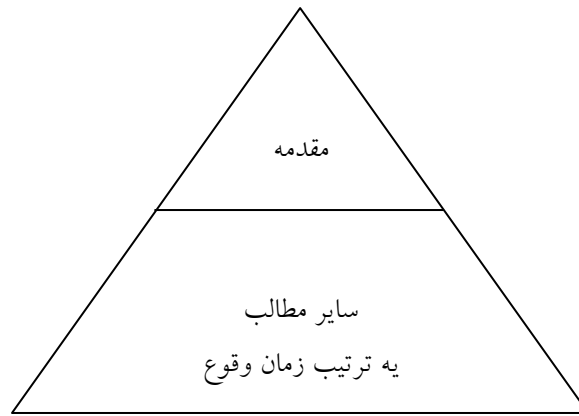 مقدمه
سایر مطالب
یه ترتیب زمان وقوع